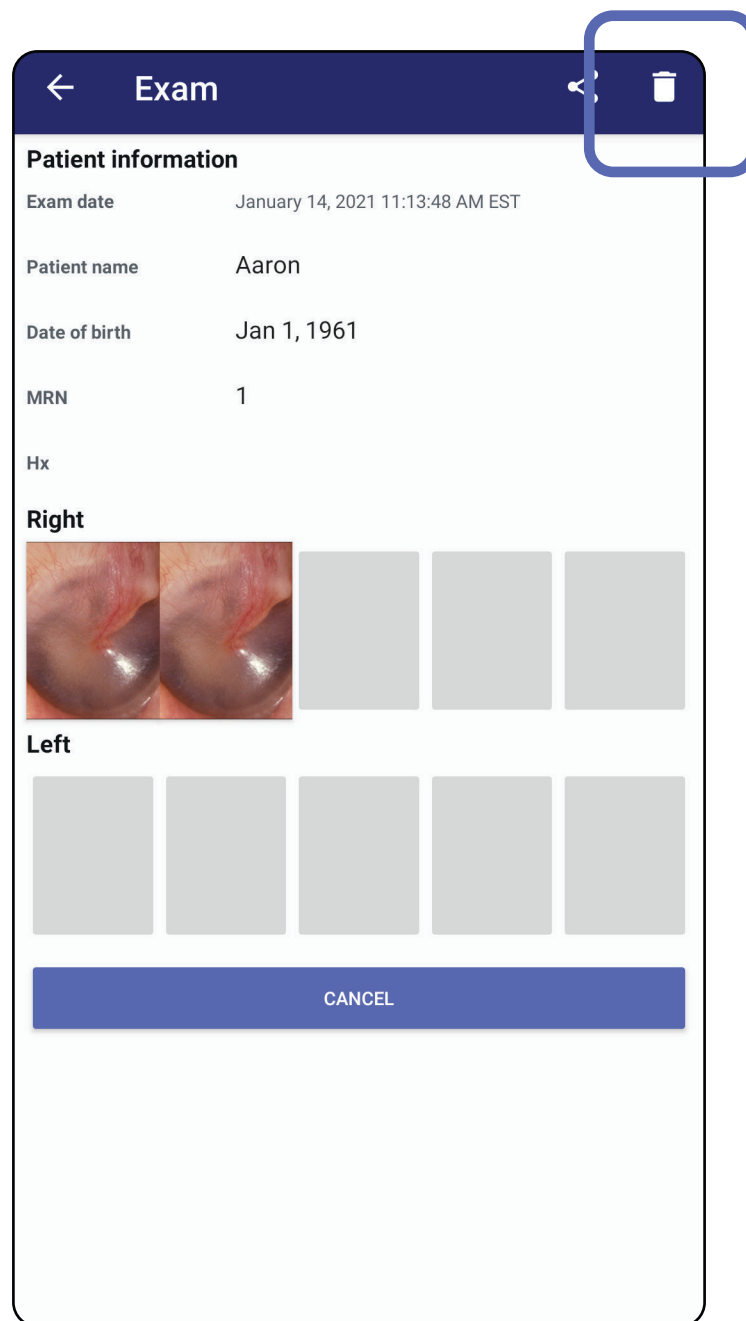 Exam
Patient information
Exam date January 14, 2021 11:13:48 AM EST
Patient name Aaron
Date of birth Jan 1, 1961
MRN 1
Hx
Right
Left
CANCEL